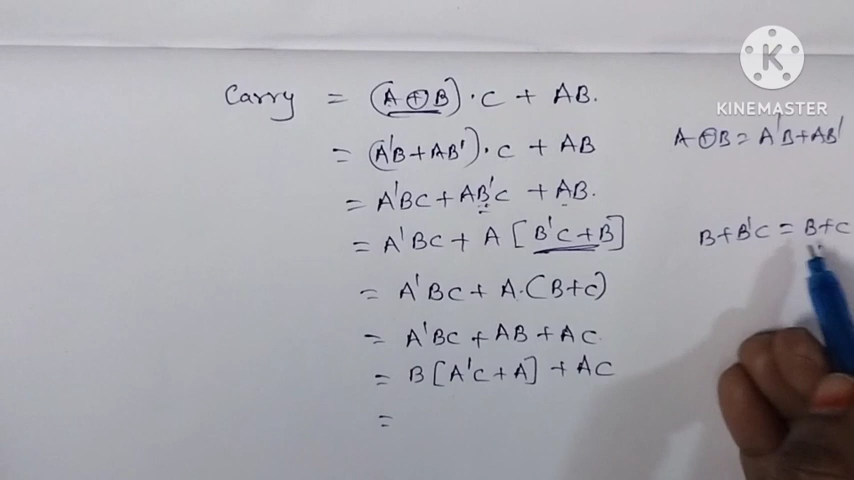 K
KINEMASTER
Carry = (A⊕B)·C + AB.
= (A'B+AB')·C + AB
A⊕B = A'B+AB'
= A'BC + AB'C + AB.
= A'BC + A [B'C+B]
B+B'C = B+C
= A'BC + A·(B+C)
= A'BC + AB + AC.
= B[A'C+A] + AC
=